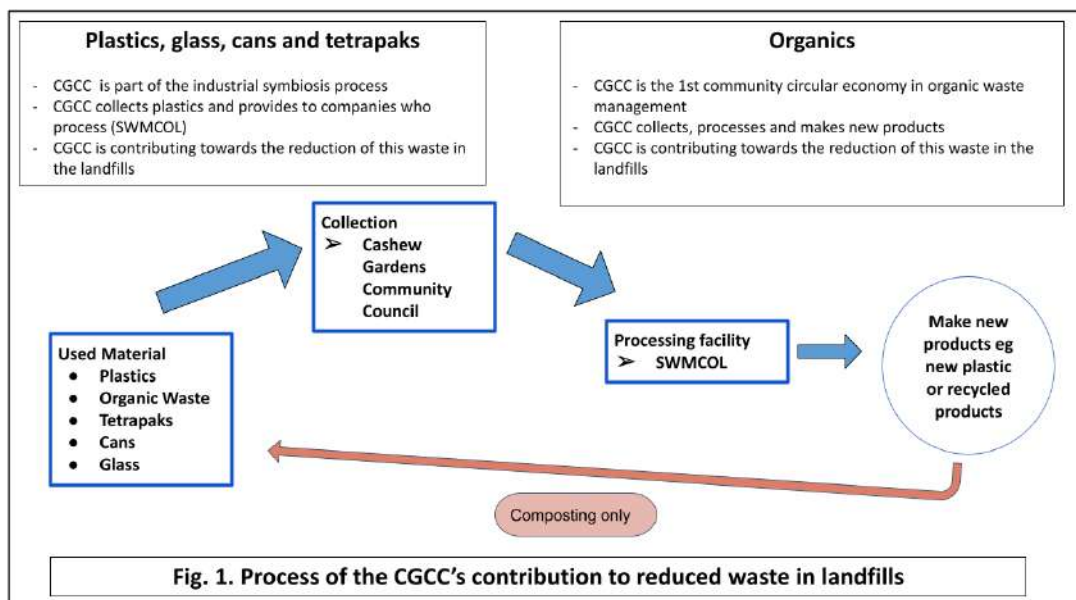 Plastics, glass, cans and tetrapaks
- CGCC is part of the industrial symbiosis process
- CGCC collects plastics and provides to companies who
process (SWMCOL)
- CGCC is contributing towards the reduction of this waste in
the landfills
Organics
- CGCC is the 1st community circular economy in organic waste
management
- CGCC collects, processes and makes new products
- CGCC is contributing towards the reduction of this waste in the
landfills
Collection
➢ Cashew
Gardens
Community
Council
Used Material
● Plastics
● Organic Waste
● Tetrapaks
● Cans
● Glass
Processing facility
➢ SWMCOL
Make new
products eg
new plastic
or recycled
products
Composting only
Fig. 1. Process of the CGCC's contribution to reduced waste in landfills